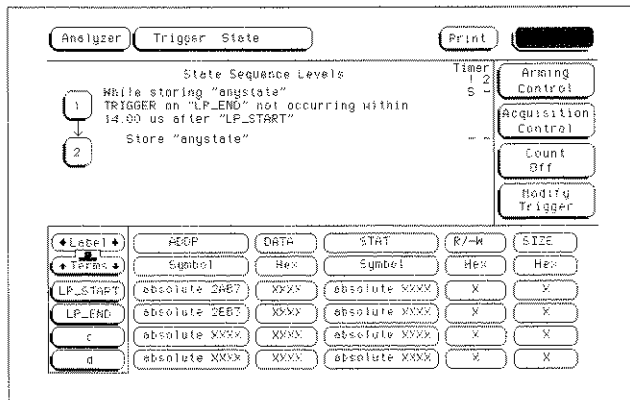 Analyzer Trigger State Print
State Sequence Levels
Timer
1 2
While storing "anystate"
S -
1 TRIGGER on "LP_END" not occurring within
14.00 us after "LP_START"
2 Store "anystate" - -
Arming Control
Acquisition Control
Count Off
Modify Trigger
Label ADDR DATA STAT R/-W SIZE
Terms Symbol Hex Symbol Hex Hex
LP_START absolute 2AB7 XXXX absolute XXXX X X
LP_END absolute 2EB7 XXXX absolute XXXX X X
c absolute XXXX XXXX absolute XXXX X X
d absolute XXXX XXXX absolute XXXX X X